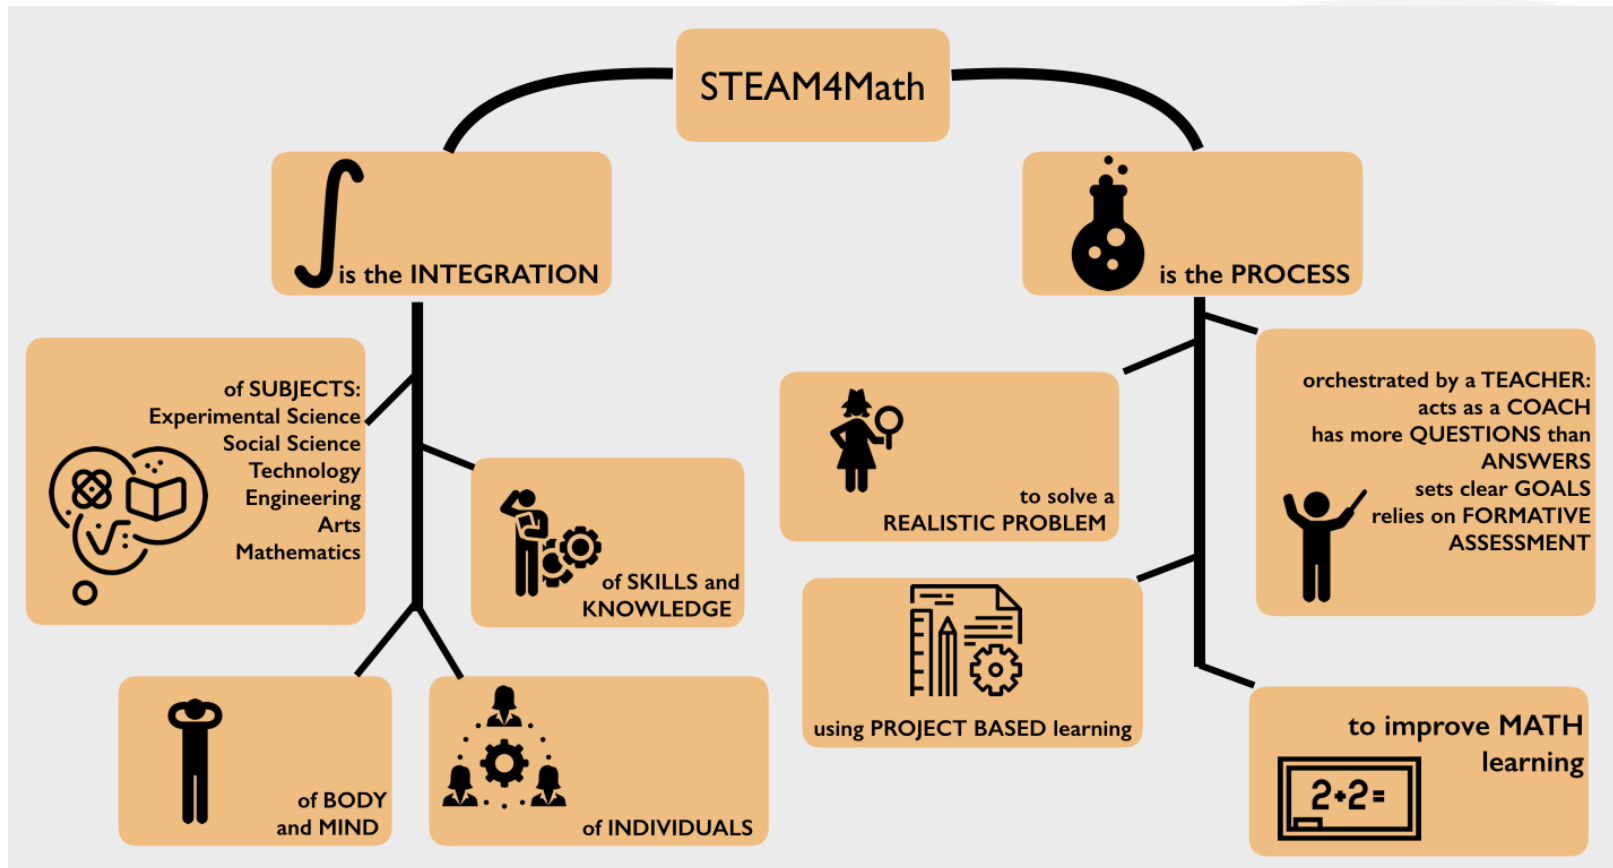 STEAM4Math
is the INTEGRATION
of SUBJECTS:
Experimental Science
Social Science
Technology
Engineering
Arts
Mathematics
of SKILLS and
KNOWLEDGE
of BODY
and MIND
of INDIVIDUALS
is the PROCESS
orchestrated by a TEACHER:
acts as a COACH
has more QUESTIONS than
ANSWERS
sets clear GOALS
relies on FORMATIVE
ASSESSMENT
to solve a
REALISTIC PROBLEM
using PROJECT BASED learning
to improve MATH
learning
2+2=